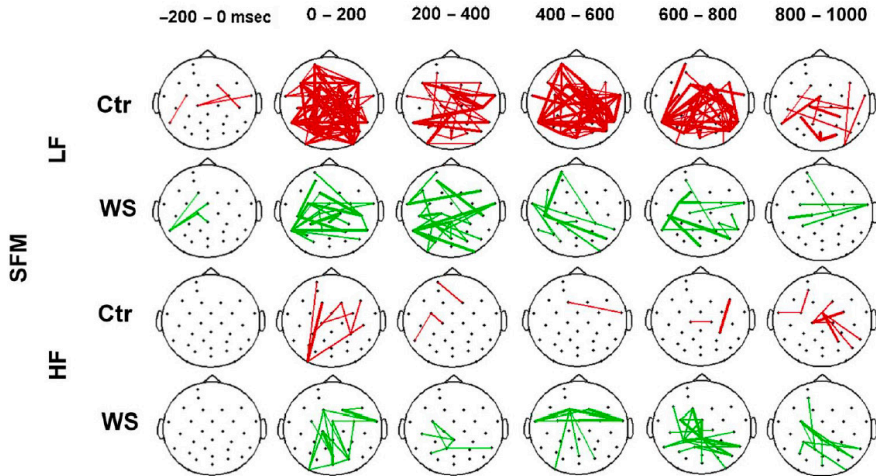 –200 – 0 msec 0 – 200 200 – 400 400 – 600 600 – 800 800 – 1000
SFM
LF
Ctr
WS
HF
Ctr
WS